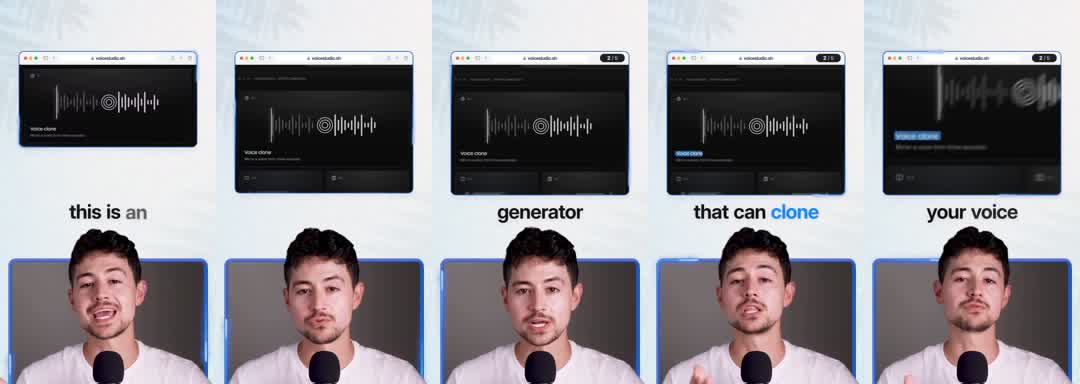 voicestudio.sh
Voice clone
this is an
voicestudio.sh
Voice clone
voicestudio.sh
2 / 5
Voice clone
generator
voicestudio.sh
2 / 5
Voice clone
that can clone
voicestudio.sh
2 / 5
Voice clone
your voice